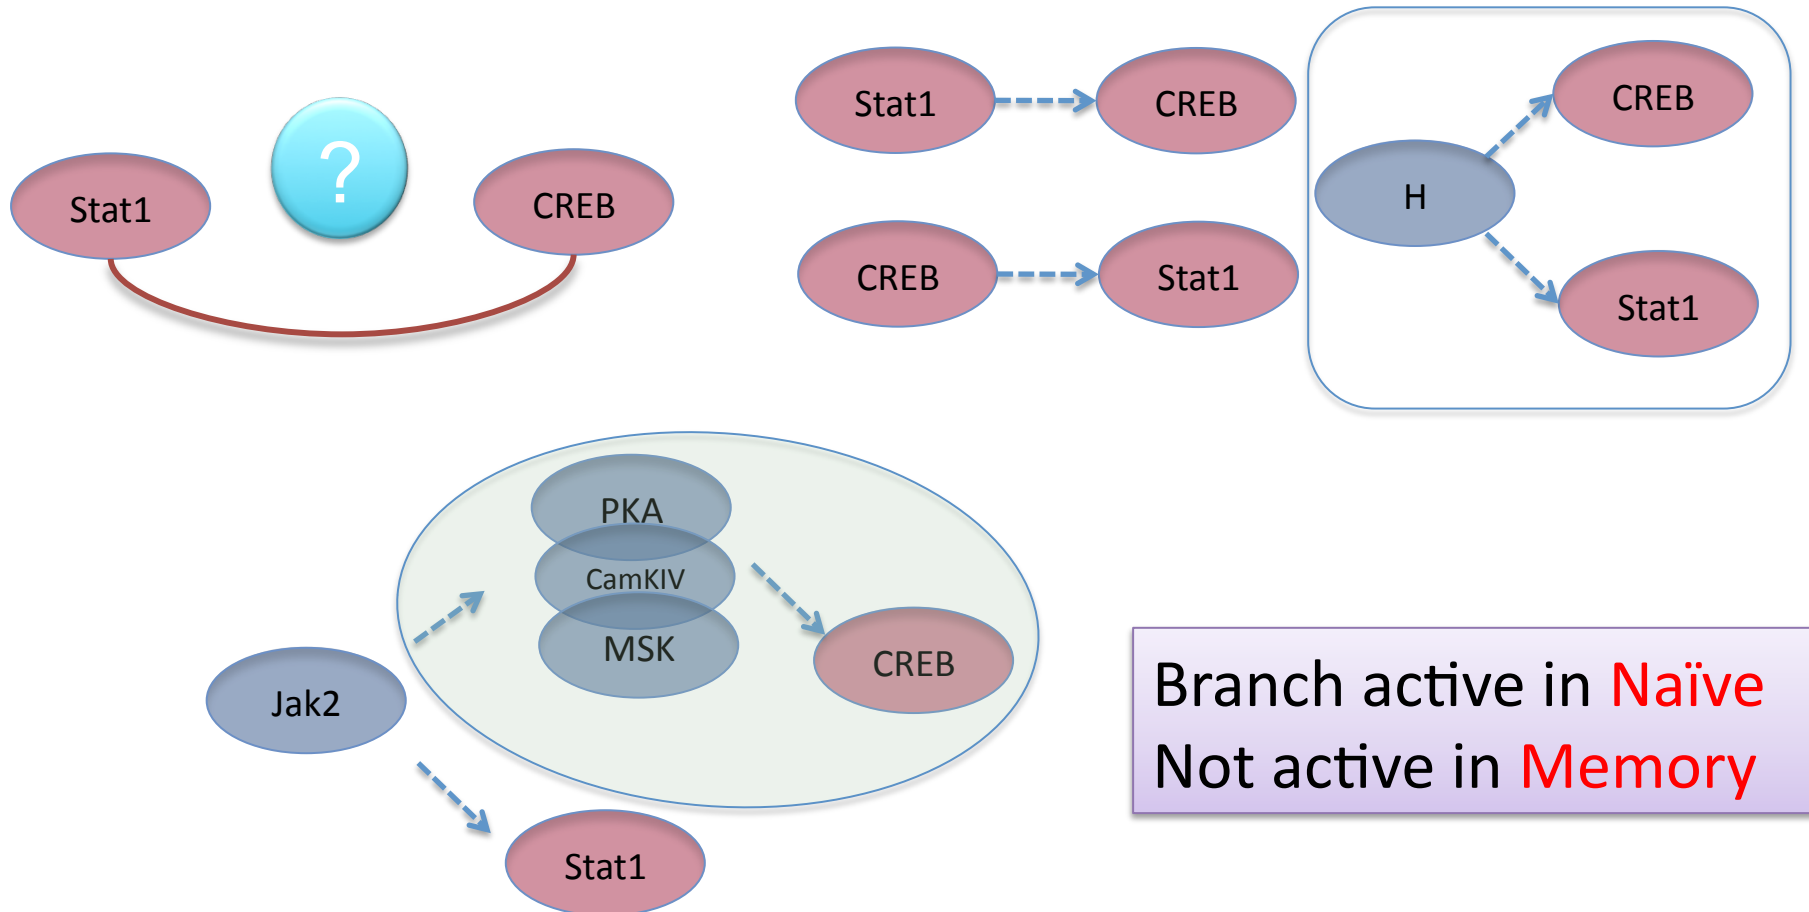 Stat1
?
CREB
Stat1
CREB
CREB
Stat1
H
CREB
Stat1
PKA
CamKIV
MSK
CREB
Jak2
Stat1
Branch active in Naïve
Not active in Memory